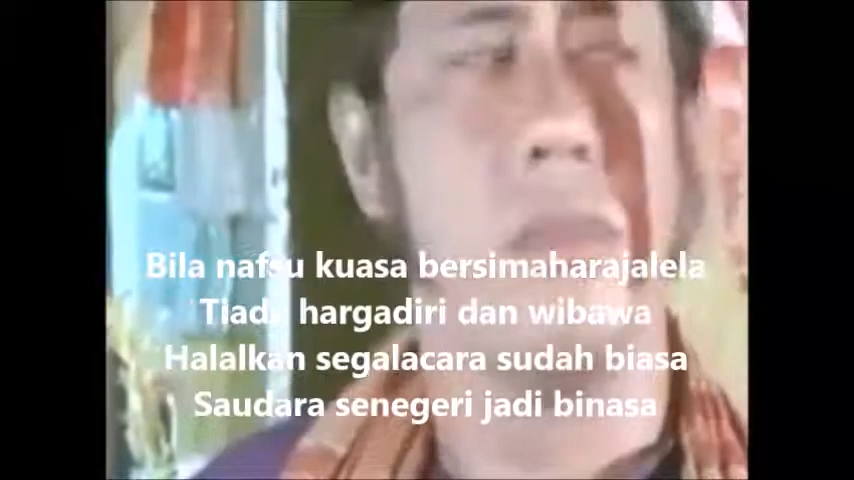 Bila nafsu kuasa bersimaharajalela
Tiada hargadiri dan wibawa
Halalkan segalacara sudah biasa
Saudara senegeri jadi binasa